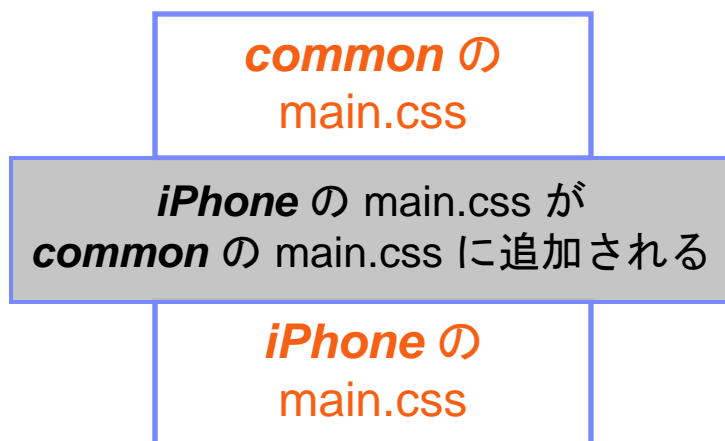 common の
main.css
iPhone の main.css が
common の main.css に追加される
iPhone の
main.css